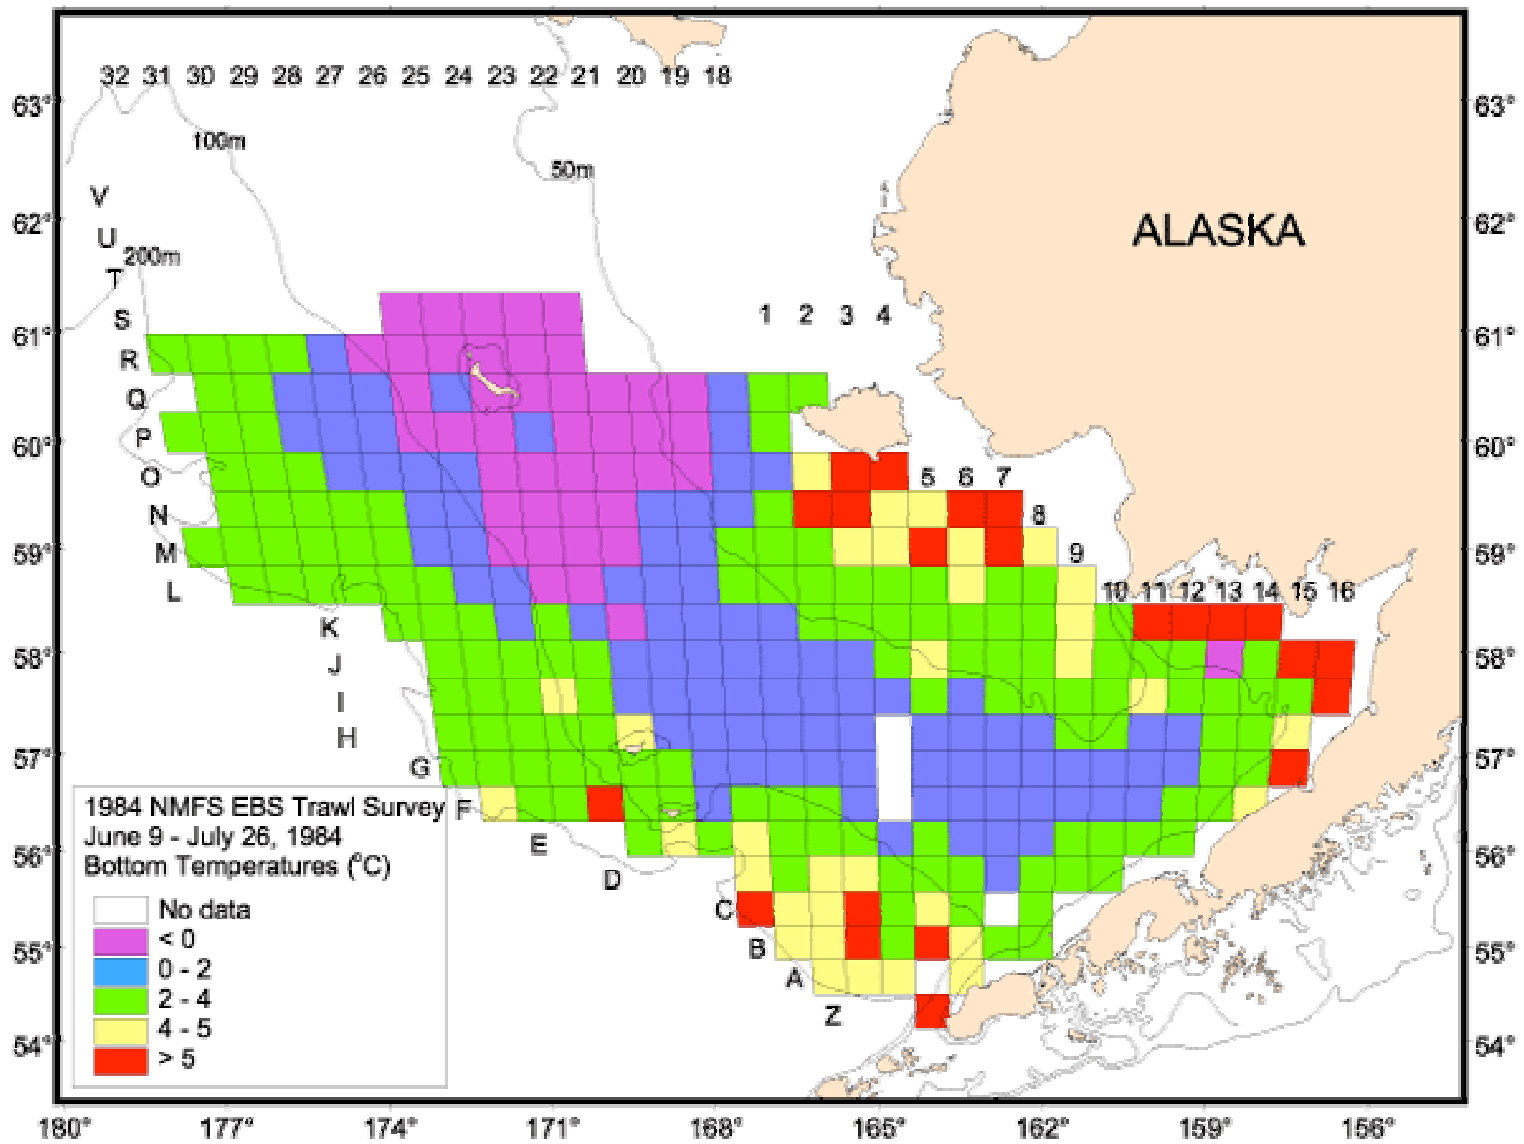 32 31 30 29 28 27 26 25 24 23 22 21 20 19 18
63° 63°
100m
50m
V
62° 62°
U
ALASKA
200m
T
S
1 2 3 4
61° 61°
R
Q
P
60° 60°
O
5 6 7
N
8
M
59° 9 59°
L
10 11 12 13 14 15 16
K
58° 58°
J
I
H
57° 57°
G
1984 NMFS EBS Trawl Survey
F
June 9 - July 26, 1984
E
56° 56°
Bottom Temperatures (°C)
D
No data
C
< 0
B
55° 55°
0 - 2
A
2 - 4
Z
4 - 5
54° 54°
> 5
180° 177° 174° 171° 168° 165° 162° 159° 156°